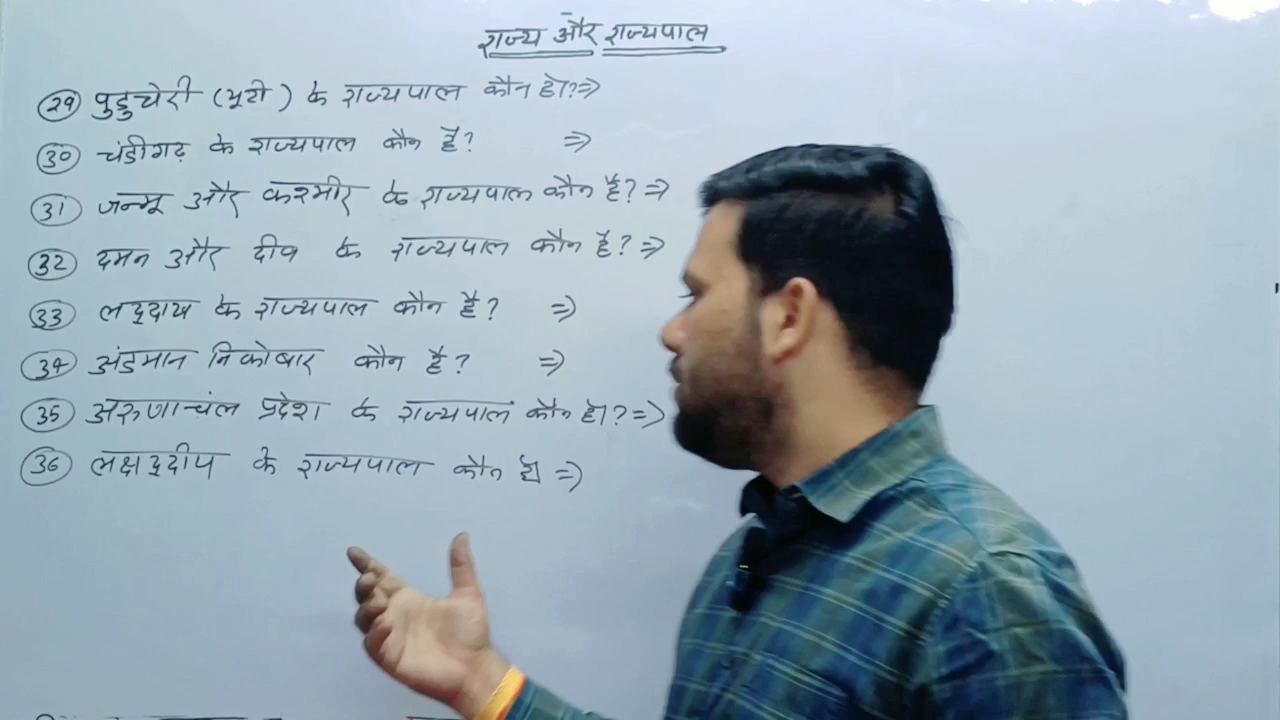 राज्य और राज्यपाल
29 पुडुचेरी (यूटी) के राज्यपाल कौन है?⇒
30 चंडीगढ़ के राज्यपाल कौन है? ⇒
31 जम्मू और कश्मीर के राज्यपाल कौन है?⇒
32 दमन और दीव के राज्यपाल कौन है?⇒
33 लद्दाख के राज्यपाल कौन है? ⇒
34 अंडमान निकोबार कौन है? ⇒
35 अरुणाचंल प्रदेश के राज्यपाल कौन है?⇒
36 लक्षद्दीप के राज्यपाल कौन है ⇒